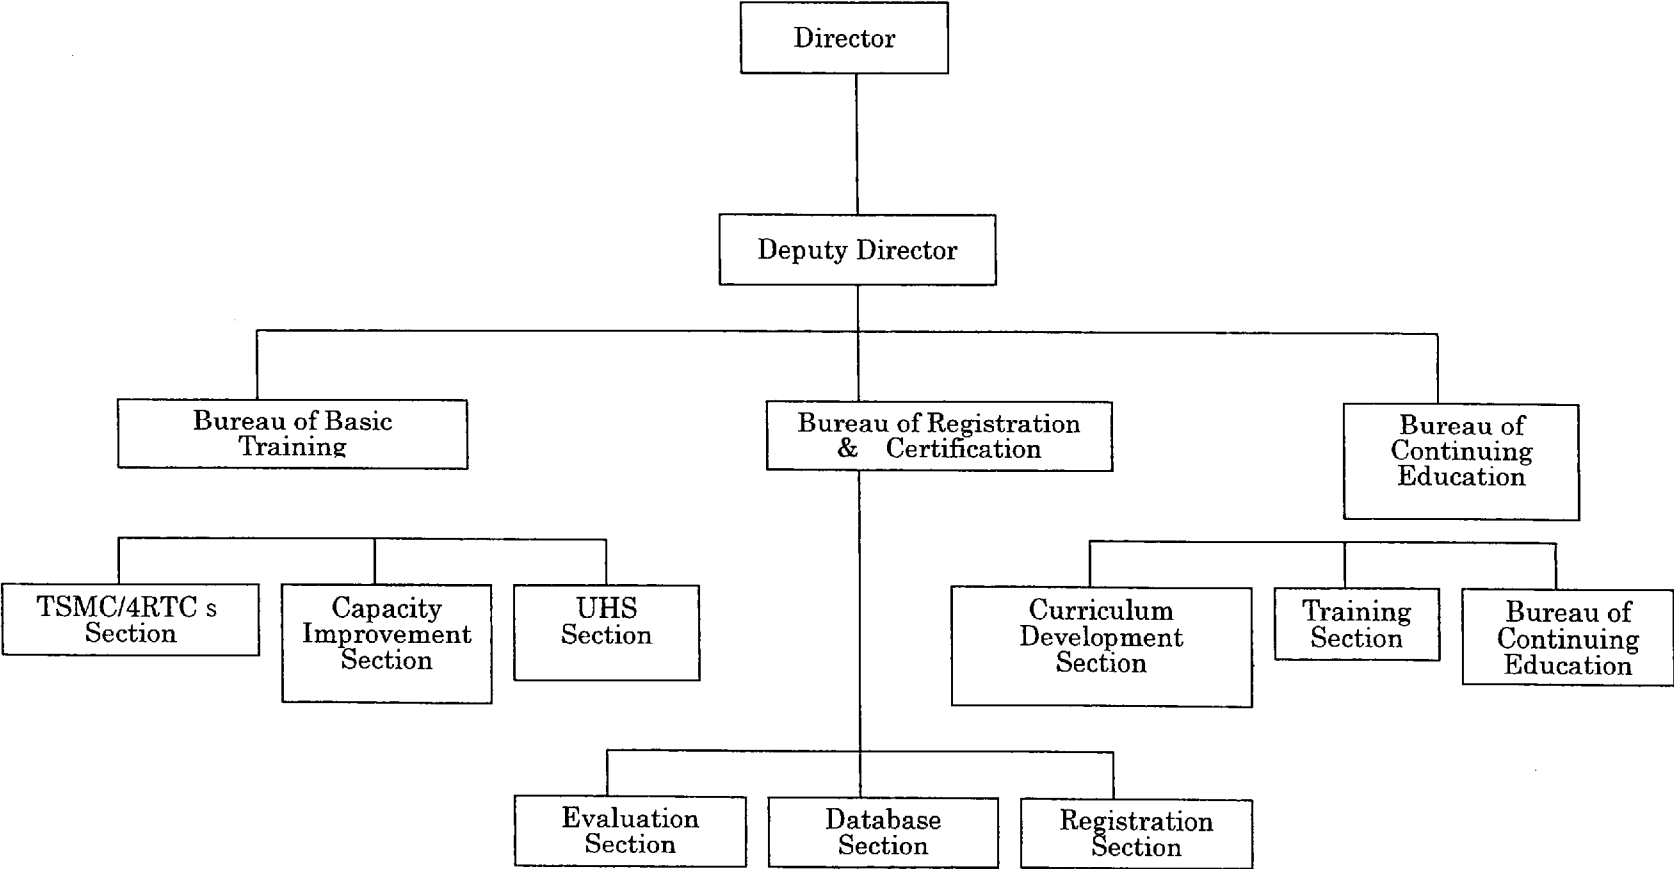 Director
Deputy Director
Bureau of Basic
Training
Bureau of Registration
& Certification
Bureau of
Continuing
Education
TSMC/4RTC s
Section
Capacity
Improvement
Section
UHS
Section
Curriculum
Development
Section
Training
Section
Bureau of
Continuing
Education
Evaluation
Section
Database
Section
Registration
Section